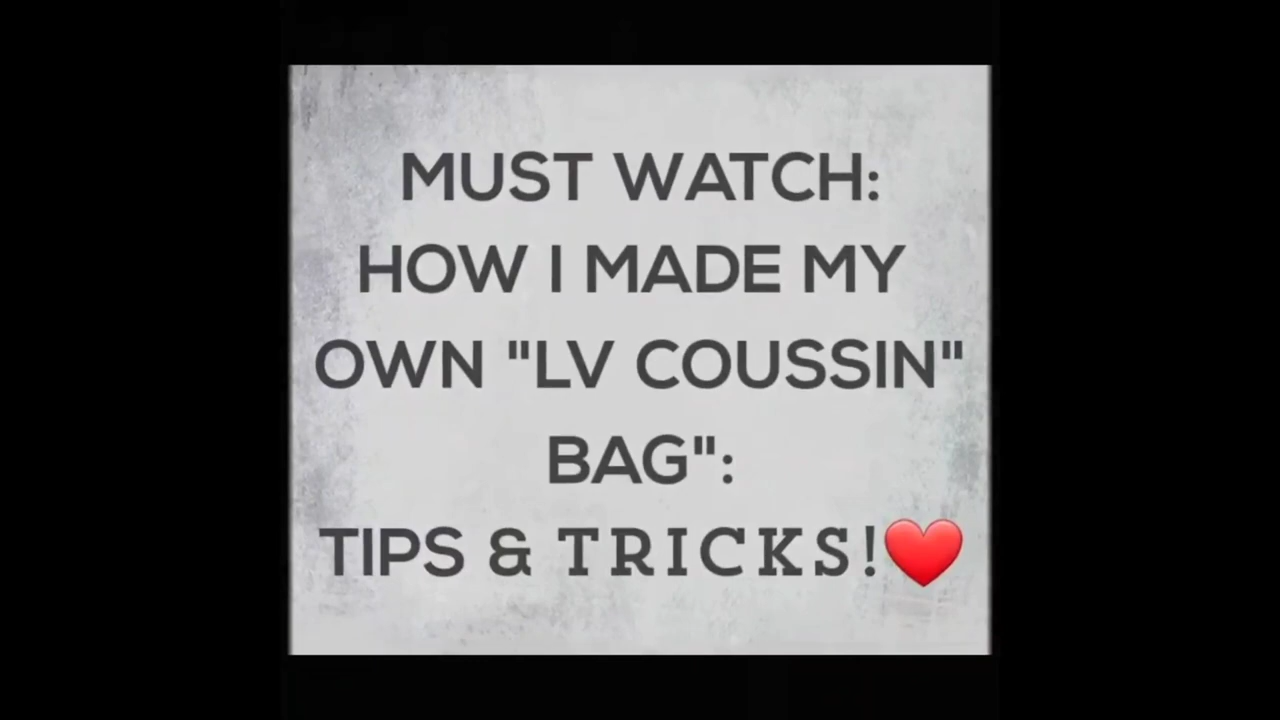 MUST WATCH:
HOW I MADE MY
OWN "LV COUSSIN"
BAG":
TIPS & TRICKS!❤️